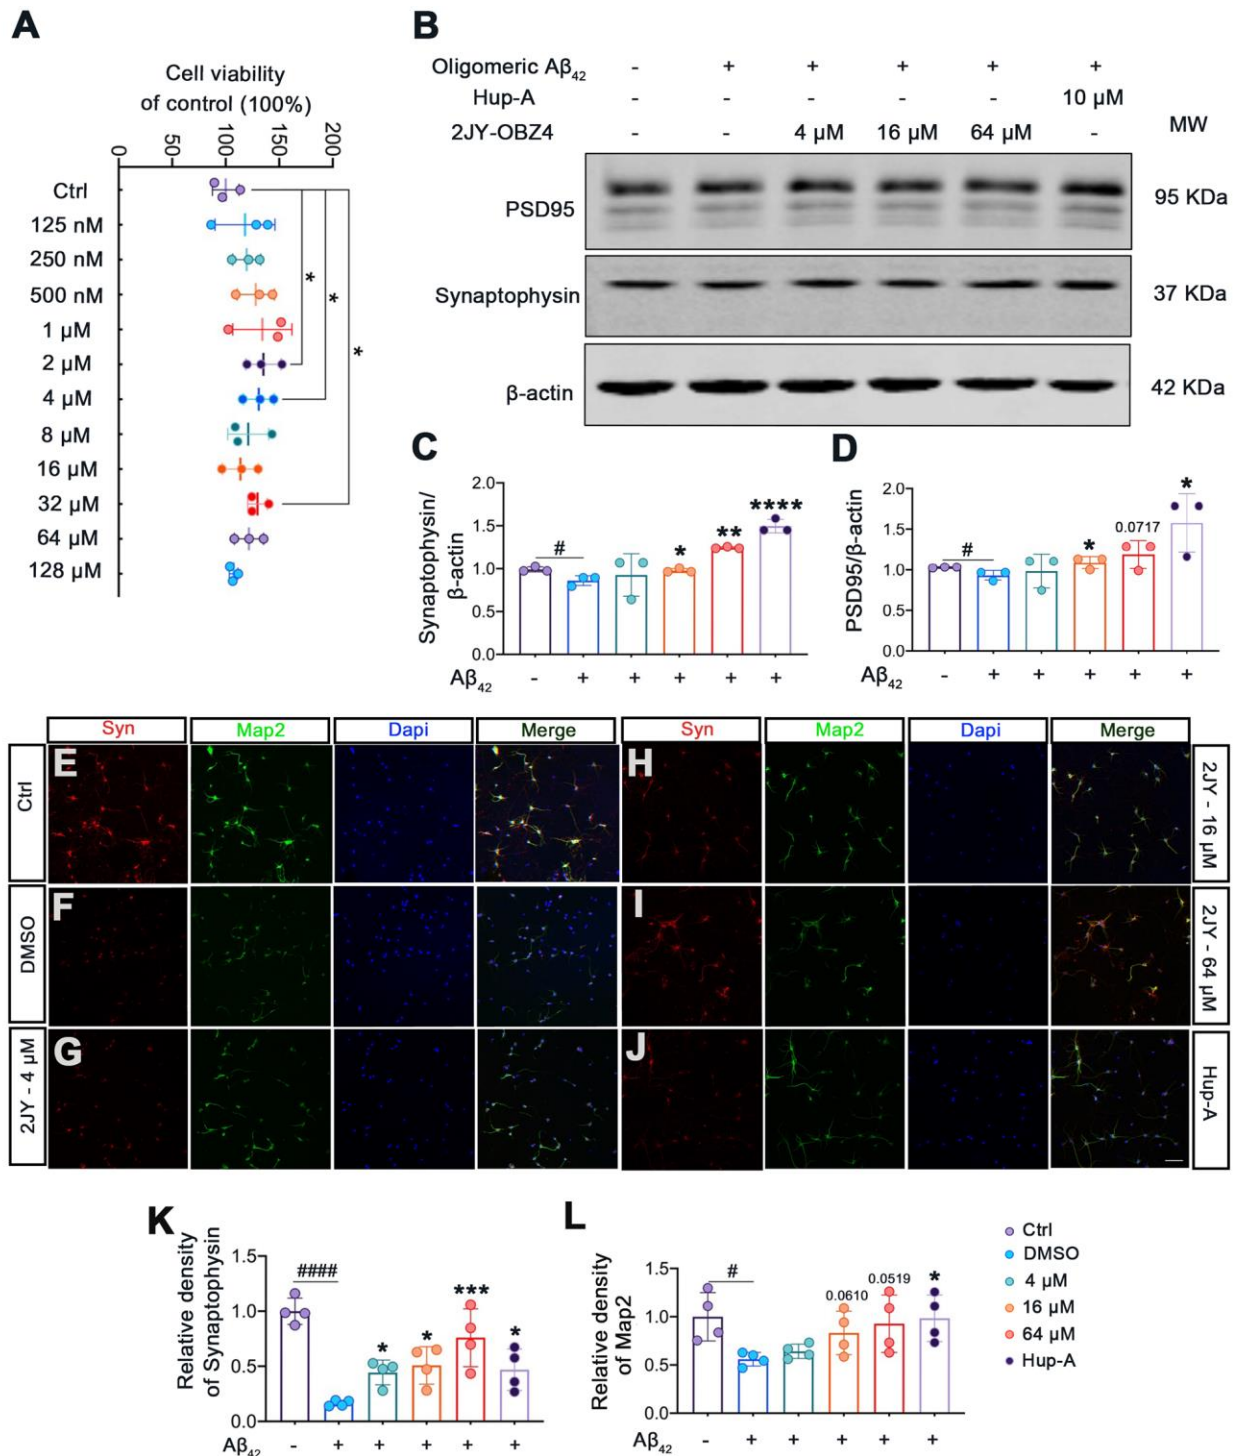 A
Cell viability
of control (100%)
0
50
100
150
200
Ctrl
125 nM
250 nM
500 nM
1 µM
2 µM
4 µM
8 µM
16 µM
32 µM
64 µM
128 µM
*
*
*
B
Oligomeric Aβ42 - + + + + +
Hup-A - - - - - 10 µM
2JY-OBZ4 - - 4 µM 16 µM 64 µM -
MW
PSD95 95 KDa
Synaptophysin 37 KDa
β-actin 42 KDa
C
Synaptophysin/
β-actin
2.0
1.5
1.0
0.5
0.0
#
*
**
****
Aβ42 - + + + + +
D
PSD95/β-actin
2.0
1.5
1.0
0.5
0.0
#
*
0.0717
*
Aβ42 - + + + + +
Syn Map2 Dapi Merge Syn Map2 Dapi Merge
Ctrl
E
H
2JY - 16 µM
DMSO
F
I
2JY - 64 µM
2JY - 4 µM
G
J
Hup-A
K
Relative density
of Synaptophysin
1.5
1.0
0.5
0.0
####
*
*
***
*
Aβ42 - + + + + +
L
Relative density
of Map2
1.5
1.0
0.5
0.0
#
0.0610
0.0519
*
Aβ42 - + + + + +
Ctrl
DMSO
4 µM
16 µM
64 µM
Hup-A